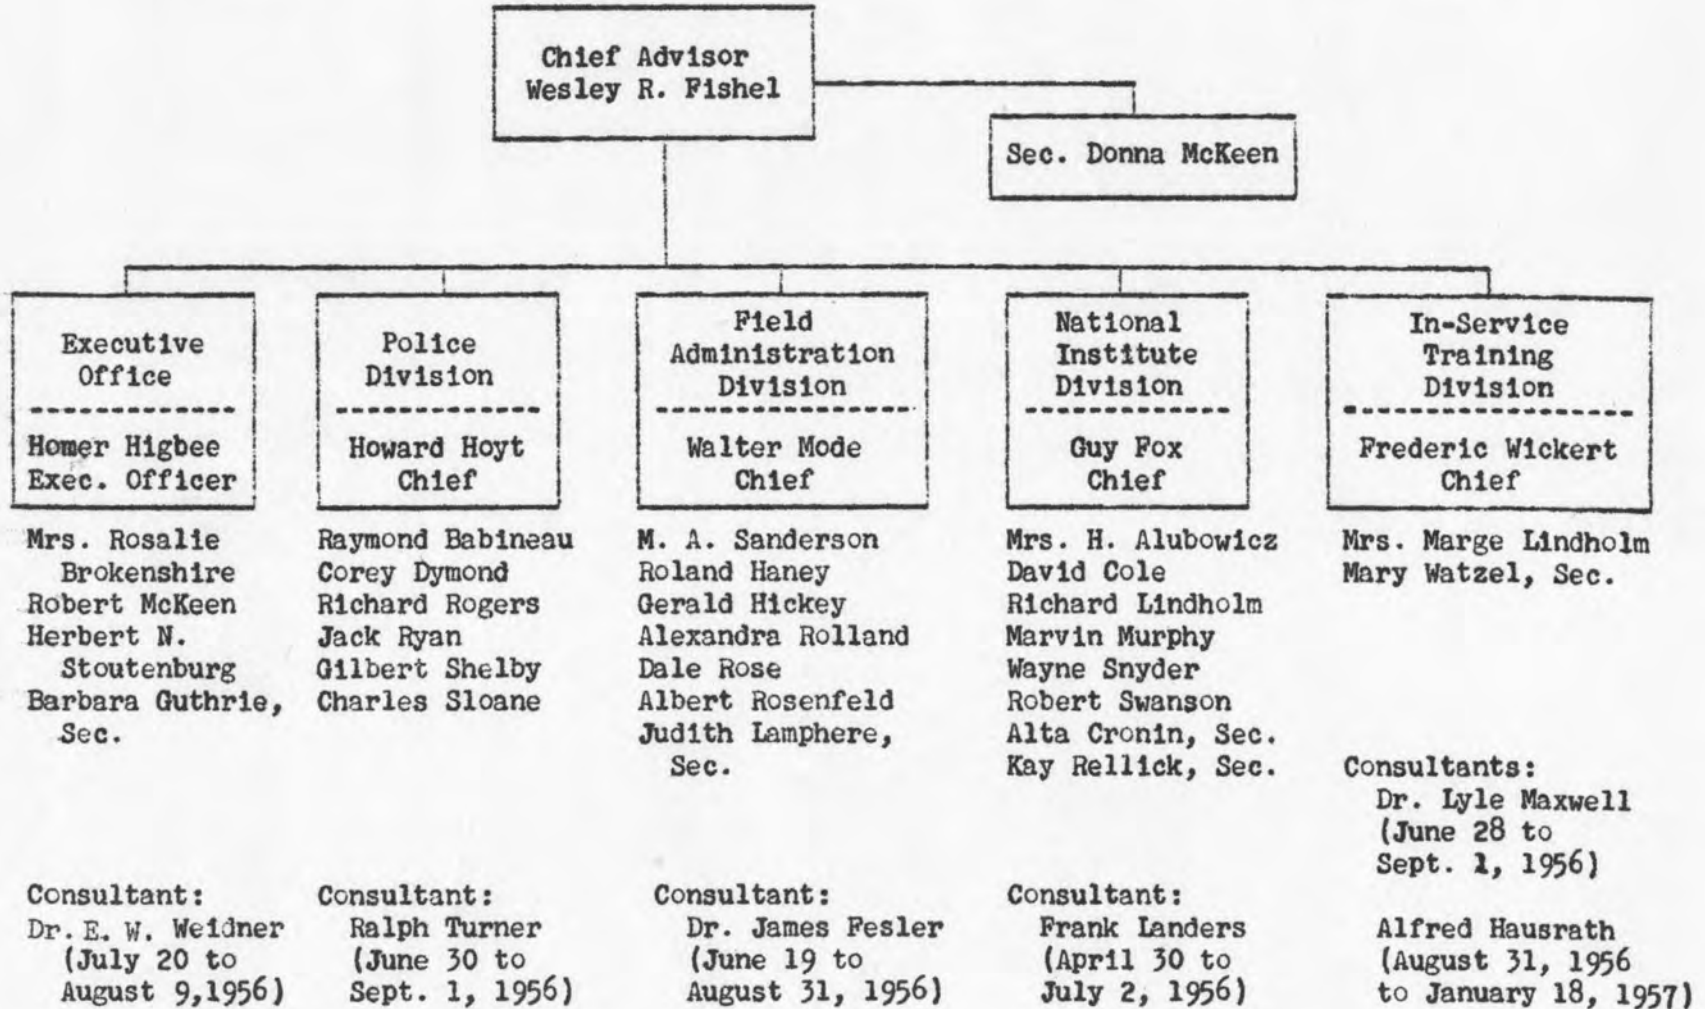 Chief Advisor
Wesley R. Fishel
Sec. Donna McKeen
Executive
Office
Homer Higbee
Exec. Officer
Mrs. Rosalie
Brokenshire
Robert McKeen
Herbert N.
Stoutenburg
Barbara Guthrie,
Sec.
Consultant:
Dr. E. W. Weidner
(July 20 to
August 9,1956)
Police
Division
Howard Hoyt
Chief
Raymond Babineau
Corey Dymond
Richard Rogers
Jack Ryan
Gilbert Shelby
Charles Sloane
Consultant:
Ralph Turner
(June 30 to
Sept. 1, 1956)
Field
Administration
Division
Walter Mode
Chief
M. A. Sanderson
Roland Haney
Gerald Hickey
Alexandra Rolland
Dale Rose
Albert Rosenfeld
Judith Lamphere,
Sec.
Consultant:
Dr. James Fesler
(June 19 to
August 31, 1956)
National
Institute
Division
Guy Fox
Chief
Mrs. H. Alubowicz
David Cole
Richard Lindholm
Marvin Murphy
Wayne Snyder
Robert Swanson
Alta Cronin, Sec.
Kay Rellick, Sec.
Consultant:
Frank Landers
(April 30 to
July 2, 1956)
In-Service
Training
Division
Frederic Wickert
Chief
Mrs. Marge Lindholm
Mary Watzel, Sec.
Consultants:
Dr. Lyle Maxwell
(June 28 to
Sept. 1, 1956)
Alfred Hausrath
(August 31, 1956
to January 18, 1957)